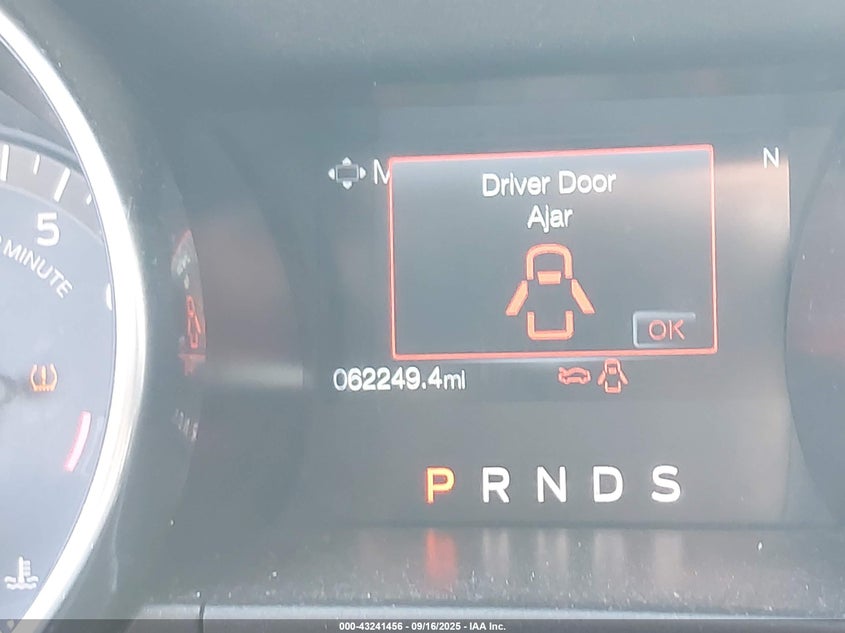 5
MINUTE
M
N
Driver Door
Ajar
OK
062249.4mi
P R N D S
000-43241456 - 09/16/2025 - IAA Inc.